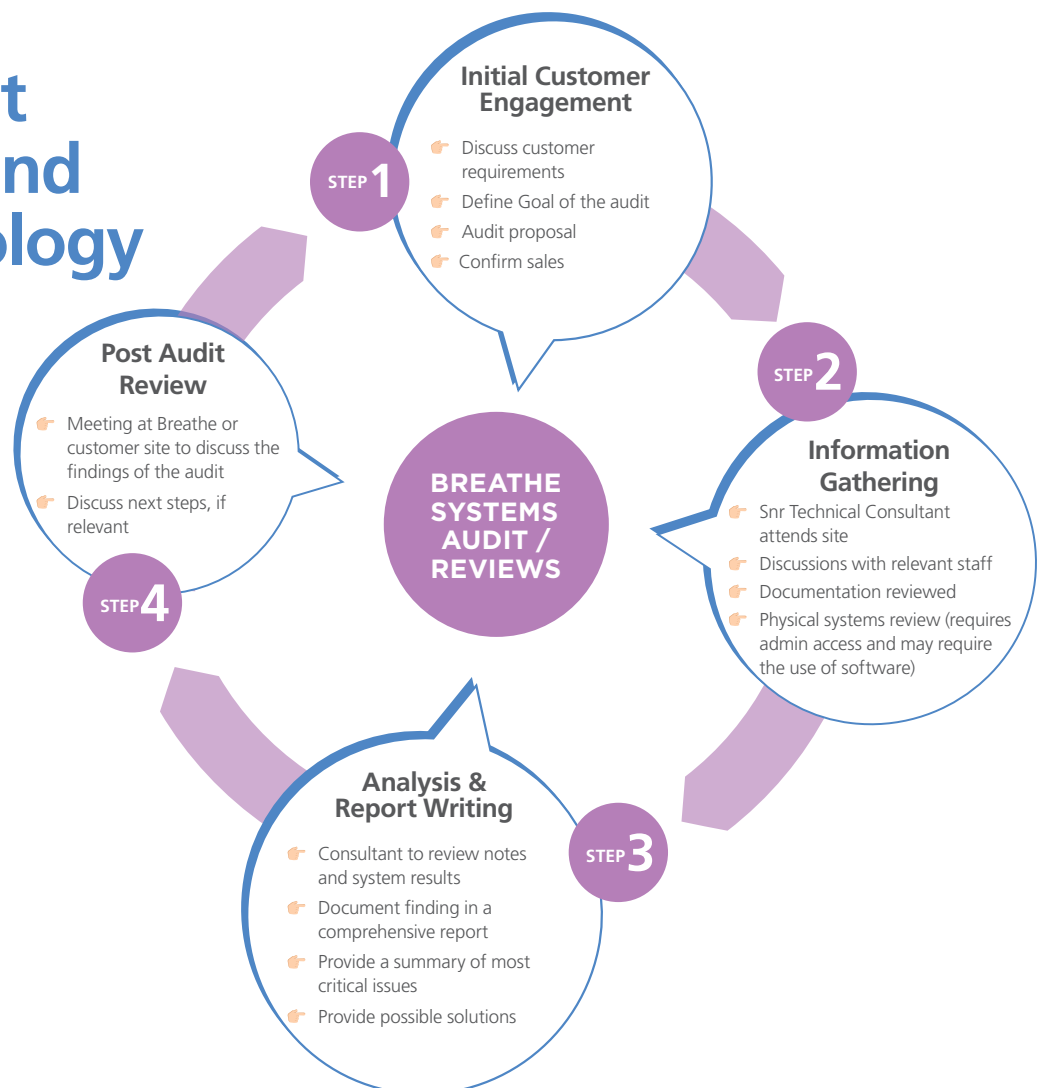 t
nd
ology
Initial Customer
Engagement
Discuss customer
requirements
Define Goal of the audit
Audit proposal
Confirm sales
STEP 1
STEP 2
Information
Gathering
Snr Technical Consultant
attends site
Discussions with relevant staff
Documentation reviewed
Physical systems review (requires
admin access and may require
the use of software)
STEP 3
Analysis &
Report Writing
Consultant to review notes
and system results
Document finding in a
comprehensive report
Provide a summary of most
critical issues
Provide possible solutions
STEP 4
Post Audit
Review
Meeting at Breathe or
customer site to discuss the
findings of the audit
Discuss next steps, if
relevant
BREATHE
SYSTEMS
AUDIT /
REVIEWS